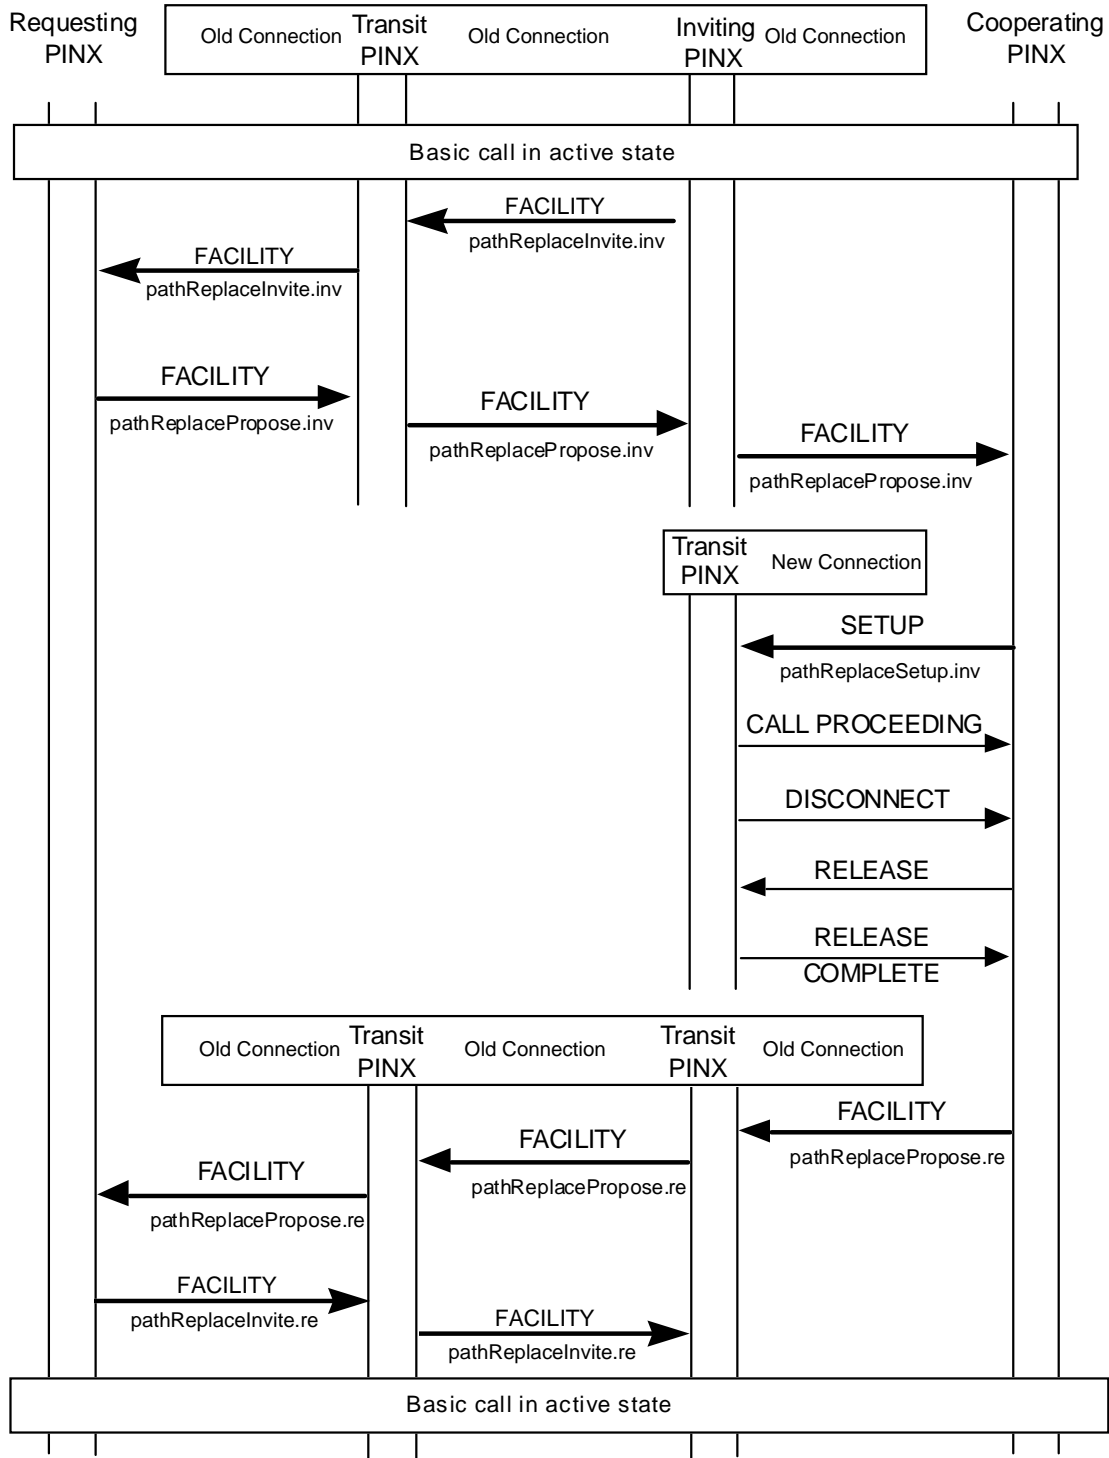 Requesting
PINX
Old Connection
Transit
PINX
Old Connection
Inviting
PINX
Old Connection
Cooperating
PINX
Basic call in active state
FACILITY
pathReplaceInvite.inv
FACILITY
pathReplaceInvite.inv
FACILITY
pathReplacePropose.inv
FACILITY
pathReplacePropose.inv
FACILITY
pathReplacePropose.inv
Transit
PINX
New Connection
SETUP
pathReplaceSetup.inv
CALL PROCEEDING
DISCONNECT
RELEASE
RELEASE
COMPLETE
Old Connection
Transit
PINX
Old Connection
Transit
PINX
Old Connection
FACILITY
pathReplacePropose.re
FACILITY
pathReplacePropose.re
FACILITY
pathReplacePropose.re
FACILITY
pathReplaceInvite.re
FACILITY
pathReplaceInvite.re
Basic call in active state